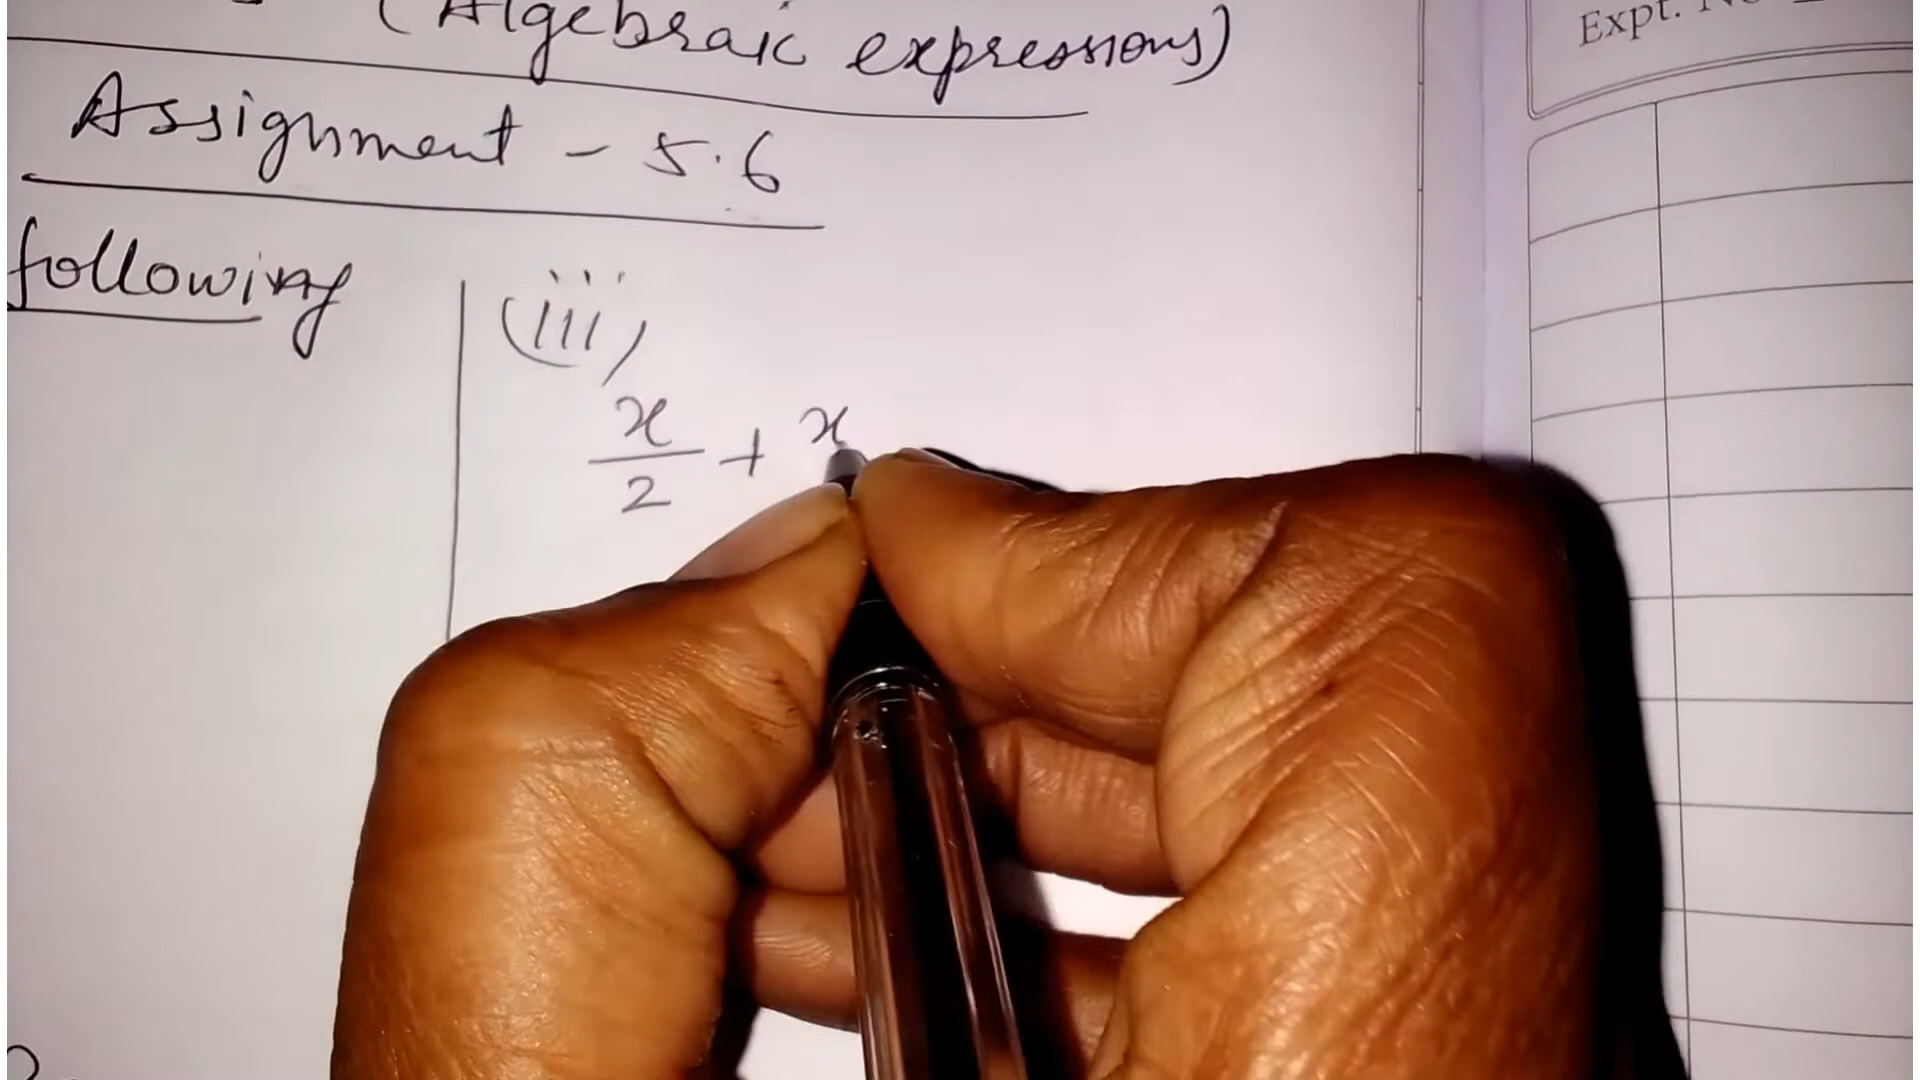 (Algebraic expressions)
Assignment - 5.6
following
(iii)
x/2 + x
Expt. No